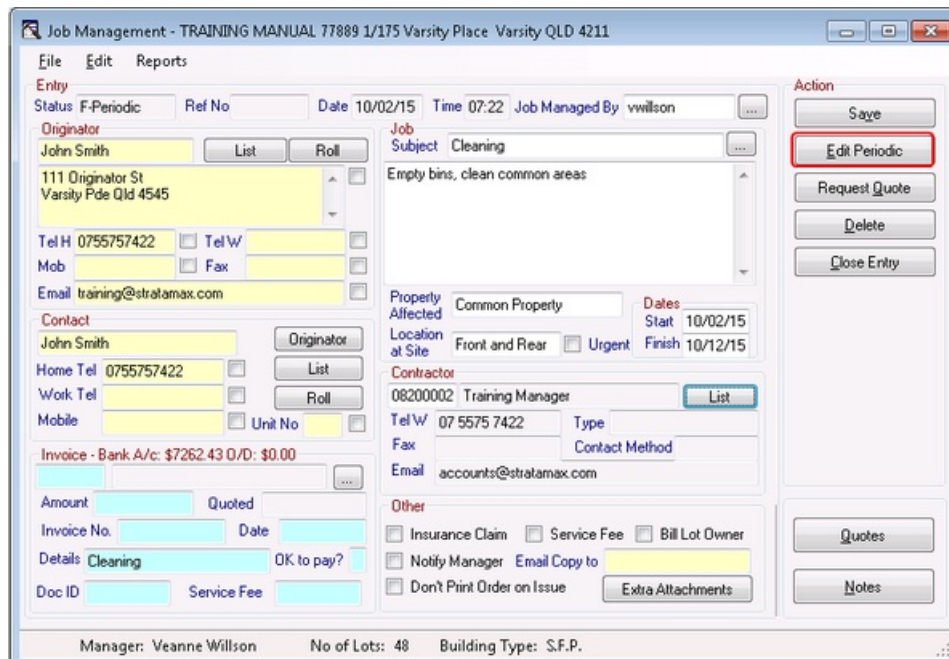 Job Management - TRAINING MANUAL 77889 1/175 Varsity Place Varsity QLD 4211
File Edit Reports
Entry
Status F-Periodic Ref No Date 10/02/15 Time 07:22 Job Managed By vwillson ...
Originator
John Smith List Roll
111 Originator St
Varsity Pde Qld 4545
Tel H 0755757422 Tel W
Mob Fax
Email training@stratamax.com
Contact
John Smith Originator
Home Tel 0755757422 List
Work Tel Roll
Mobile Unit No
Invoice - Bank A/c: $7262.43 O/D: $0.00
...
Amount Quoted
Invoice No. Date
Details Cleaning OK to pay?
Doc ID Service Fee
Job
Subject Cleaning ...
Empty bins, clean common areas
Property Affected Common Property
Location at Site Front and Rear Urgent
Dates
Start 10/02/15
Finish 10/12/15
Contractor
08200002 Training Manager List
Tel W 07 5575 7422 Type
Fax Contact Method
Email accounts@stratamax.com
Other
Insurance Claim Service Fee Bill Lot Owner
Notify Manager Email Copy to
Don't Print Order on Issue Extra Attachments
Action
Save
Edit Periodic
Request Quote
Delete
Close Entry
Quotes
Notes
Manager: Veanne Willson No of Lots: 48 Building Type: S.F.P.